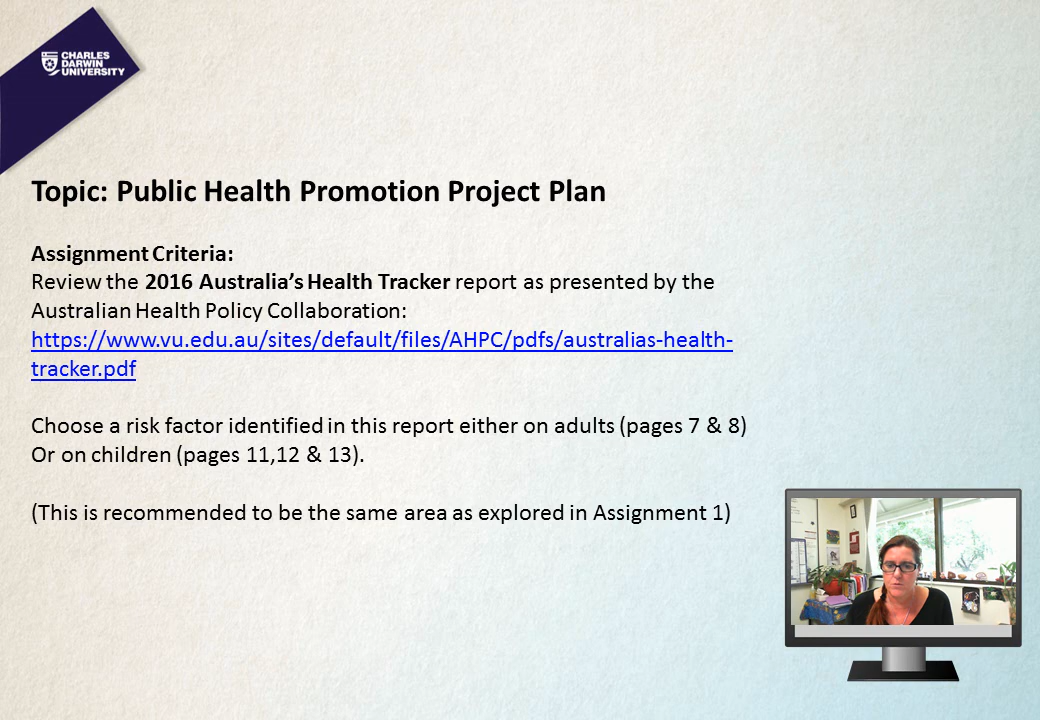 CHARLES
DARWIN
UNIVERSITY
Topic: Public Health Promotion Project Plan
Assignment Criteria:
Review the 2016 Australia’s Health Tracker report as presented by the
Australian Health Policy Collaboration:
https://www.vu.edu.au/sites/default/files/AHPC/pdfs/australias-health-
tracker.pdf
Choose a risk factor identified in this report either on adults (pages 7 & 8)
Or on children (pages 11,12 & 13).
(This is recommended to be the same area as explored in Assignment 1)